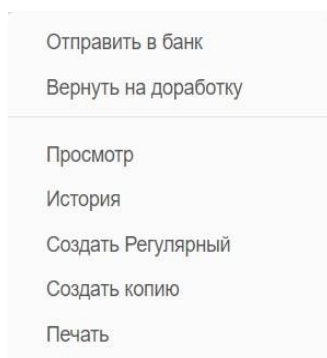 Отправить в банк
Вернуть на доработку
Просмотр
История
Создать Регулярный
Создать копию
Печать